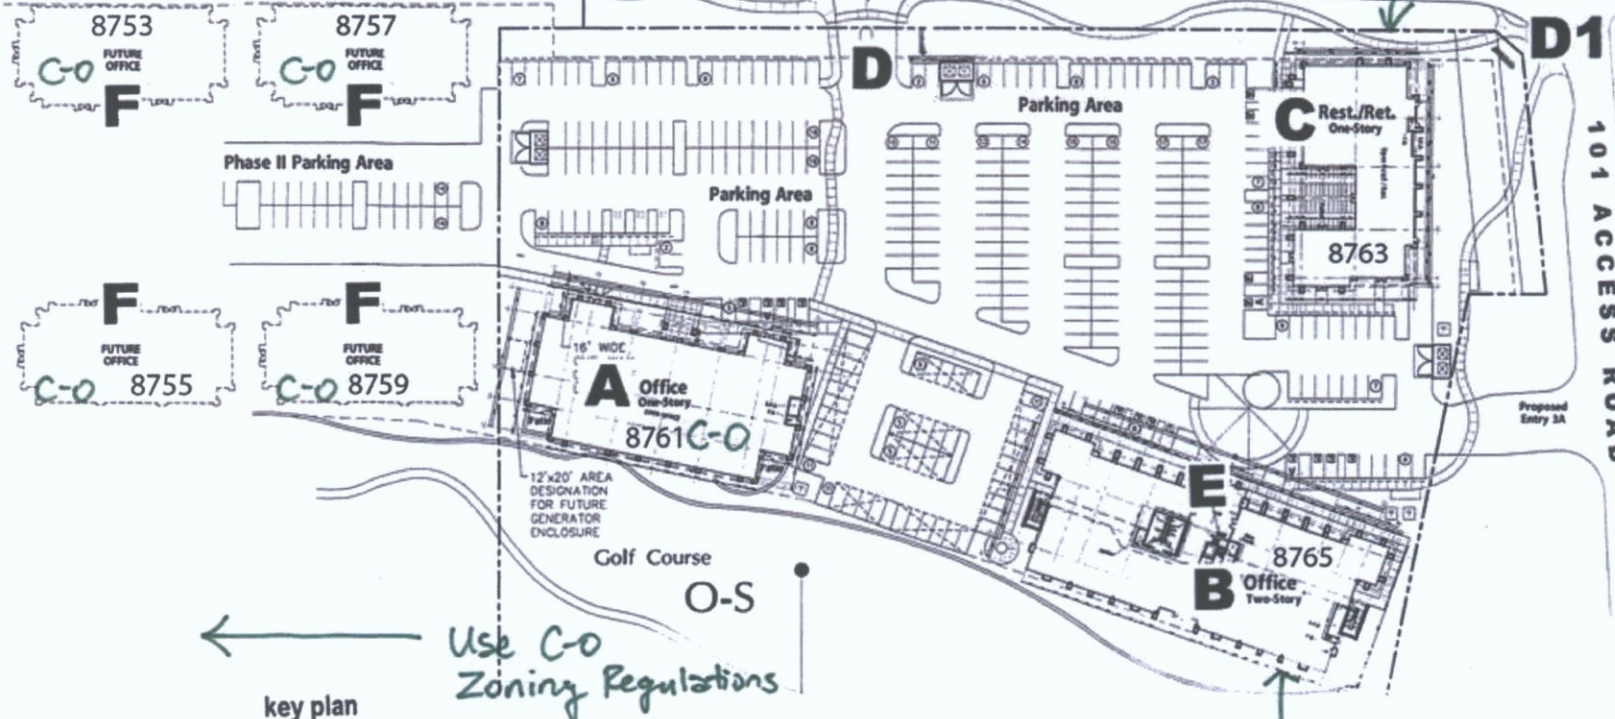 8753
FUTURE
OFFICE
C-O
F
8757
FUTURE
OFFICE
C-O
F
D
D1
Parking Area
C
Rest./Ret.
One-Story
8763
101 ACCESS ROAD
Phase II Parking Area
Parking Area
F
FUTURE
OFFICE
C-O 8755
F
FUTURE
OFFICE
C-O 8759
16' WIDE
A
Office
One-Story
8761 C-O
Patio
12'x20' AREA
DESIGNATION
FOR FUTURE
GENERATOR
ENCLOSURE
Proposed
Entry 3A
E
8765
B
Office
Two-Story
Golf Course
O-S
Use C-O
Zoning Regulations
key plan